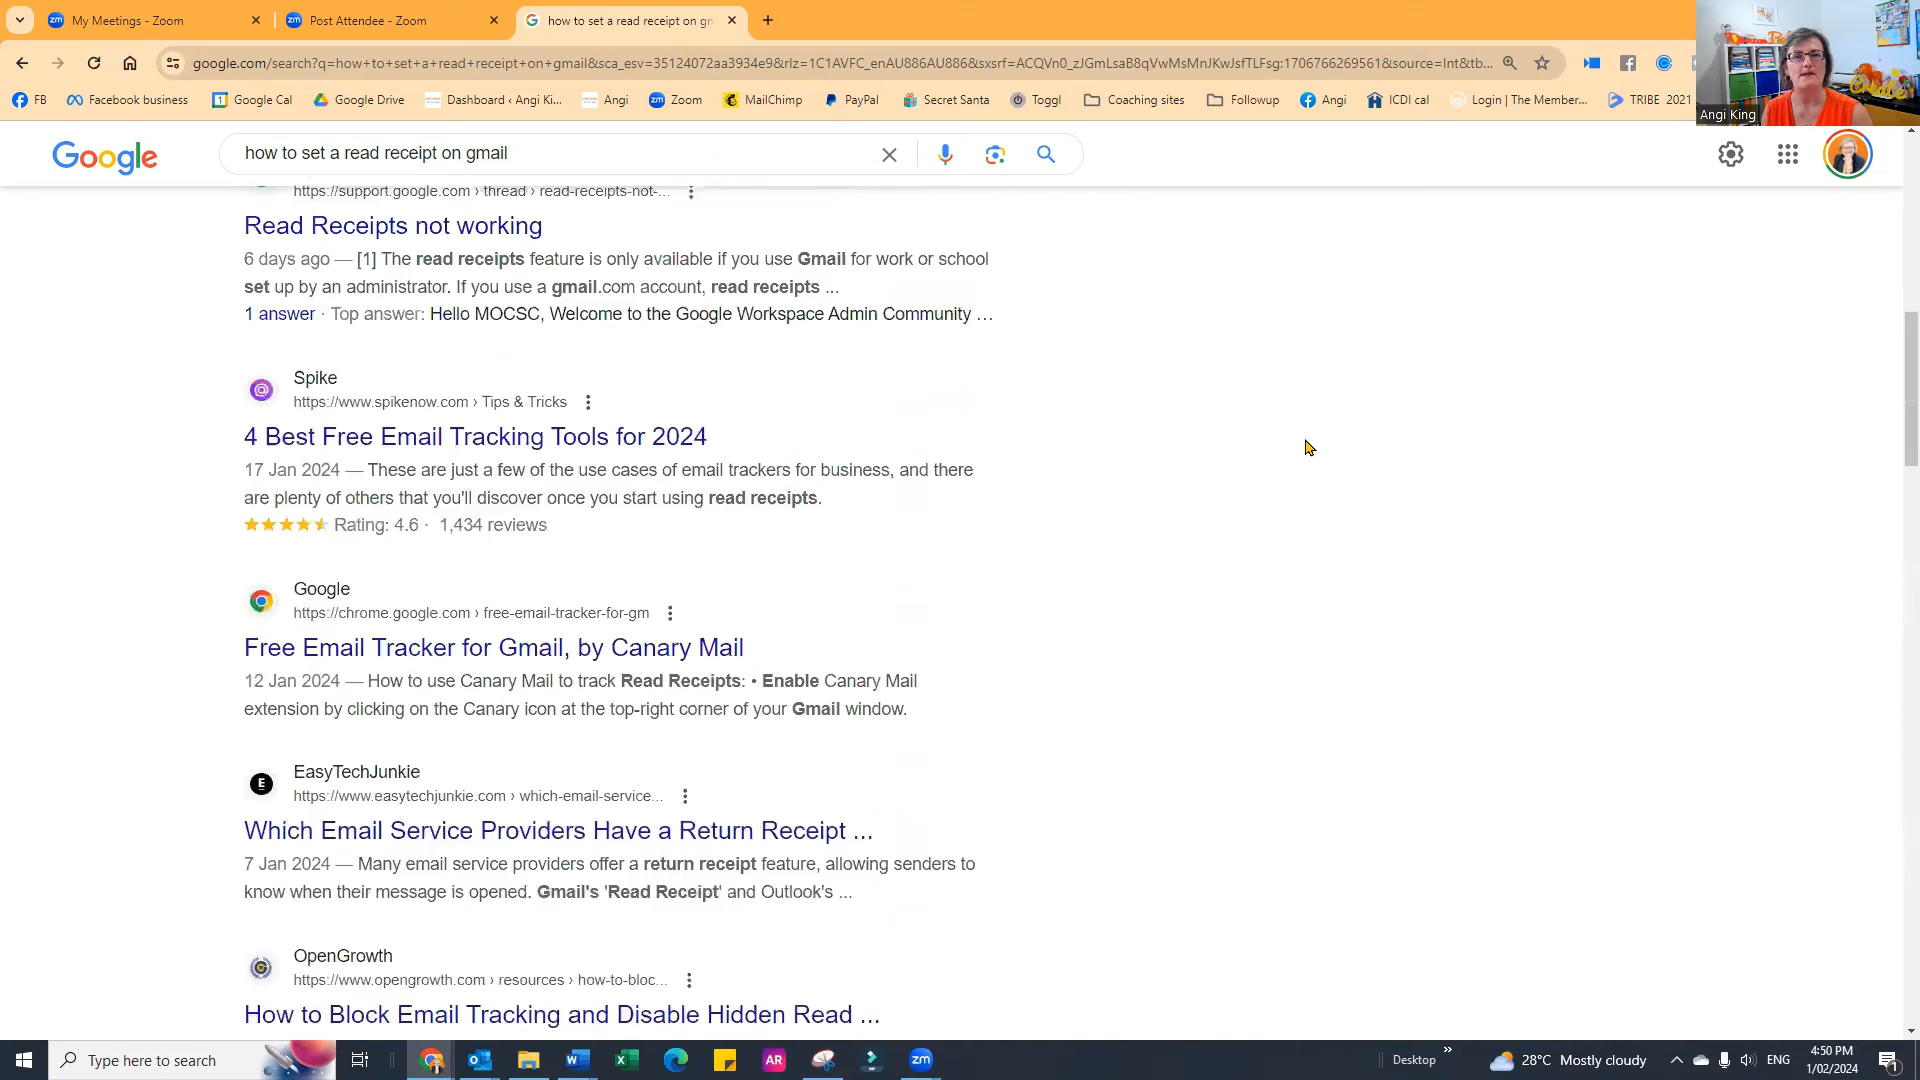 My Meetings - Zoom
Post Attendee - Zoom
how to set a read receipt on gm
google.com/search?q=how+to+set+a+read+receipt+on+gmail&sca_esv=35124072aa3934e9&rlz=1C1AVFC_enAU886AU886&sxsrf=ACQVn0_zJGmLsaB8qVwMsMnJKwJsfTLFsg:1706766269561&source=lnt&tb...
FB
Facebook business
Google Cal
Google Drive
Dashboard ‹ Angi Ki...
Angi
Zoom
MailChimp
PayPal
Secret Santa
Toggl
Coaching sites
Followup
Angi
ICDI cal
Login | The Member...
TRIBE 2021
Angi King
Google
how to set a read receipt on gmail
https://support.google.com › thread › read-receipts-not-...
Read Receipts not working
6 days ago — [1] The read receipts feature is only available if you use Gmail for work or school
set up by an administrator. If you use a gmail.com account, read receipts ...
1 answer · Top answer: Hello MOCSC, Welcome to the Google Workspace Admin Community ...
Spike
https://www.spikenow.com › Tips & Tricks
4 Best Free Email Tracking Tools for 2024
17 Jan 2024 — These are just a few of the use cases of email trackers for business, and there
are plenty of others that you'll discover once you start using read receipts.
Rating: 4.6 · 1,434 reviews
Google
https://chrome.google.com › free-email-tracker-for-gm
Free Email Tracker for Gmail, by Canary Mail
12 Jan 2024 — How to use Canary Mail to track Read Receipts: • Enable Canary Mail
extension by clicking on the Canary icon at the top-right corner of your Gmail window.
EasyTechJunkie
https://www.easytechjunkie.com › which-email-service...
Which Email Service Providers Have a Return Receipt ...
7 Jan 2024 — Many email service providers offer a return receipt feature, allowing senders to
know when their message is opened. Gmail's 'Read Receipt' and Outlook's ...
OpenGrowth
https://www.opengrowth.com › resources › how-to-bloc...
How to Block Email Tracking and Disable Hidden Read ...
Type here to search
Desktop
28°C Mostly cloudy
ENG
4:50 PM
1/02/2024